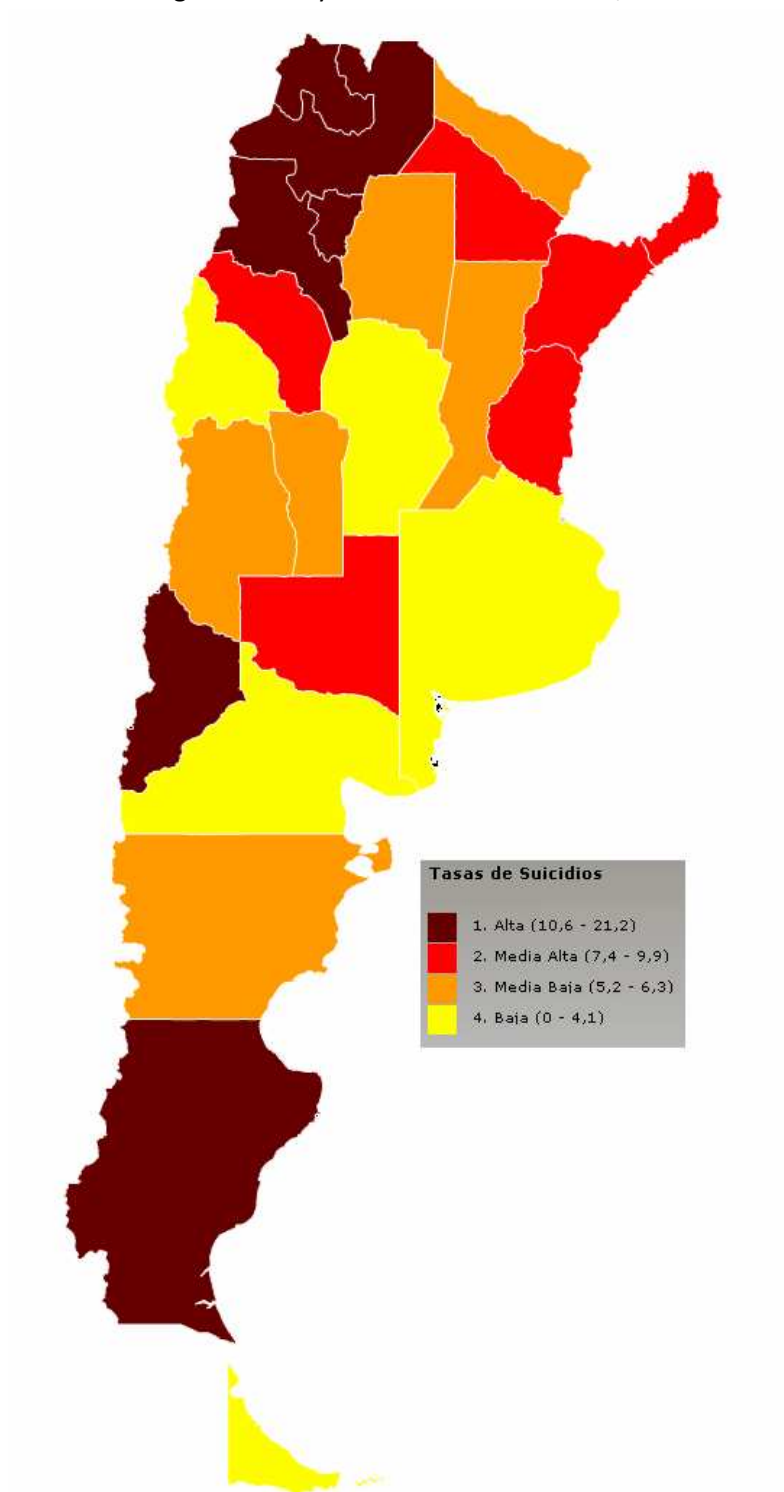 Tasas de Suicidios
1. Alta (10,6 - 21,2)
2. Media Alta (7,4 - 9,9)
3. Media Baja (5,2 - 6,3)
4. Baja (0 - 4,1)